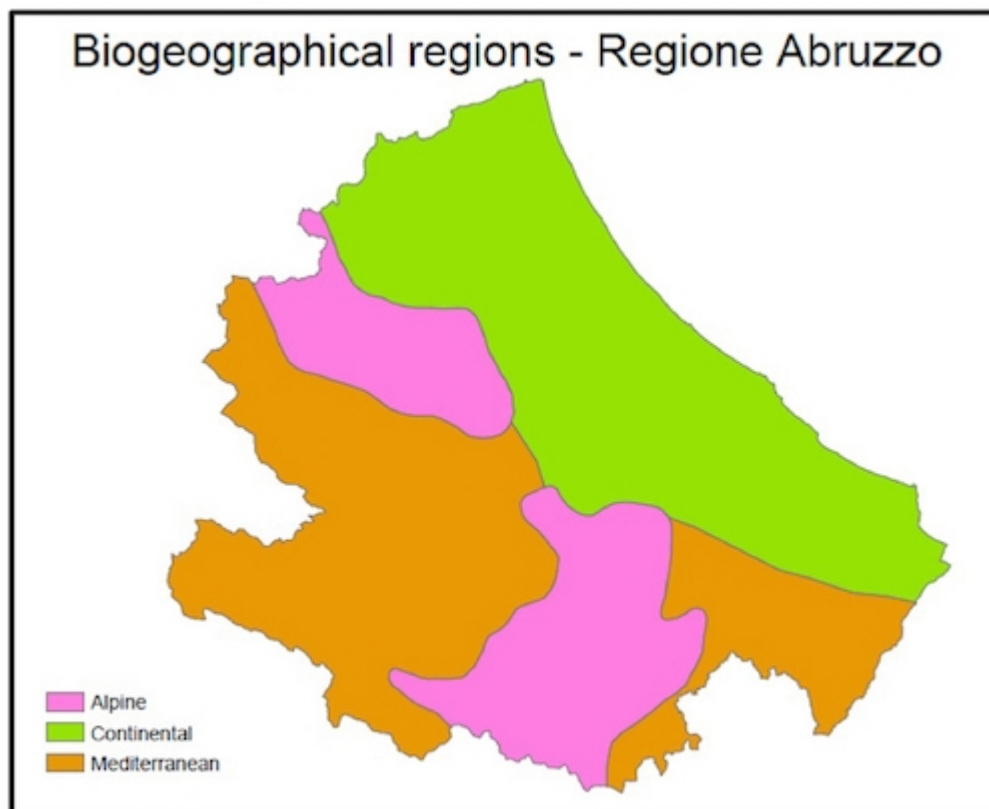 Biogeographical regions - Regione Abruzzo
Alpine
Continental
Mediterranean